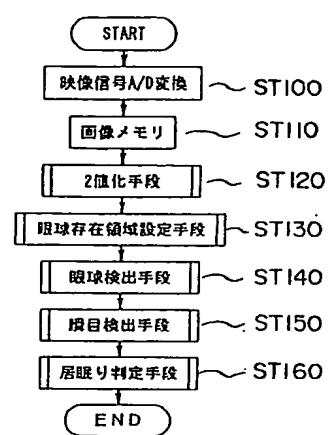 START
映像信号A/D変換
ST100
画像メモリ
ST110
2値化手段
ST120
眼球存在領域設定手段
ST130
眼球検出手段
ST140
瞬目検出手段
ST150
居眠り判定手段
ST160
END